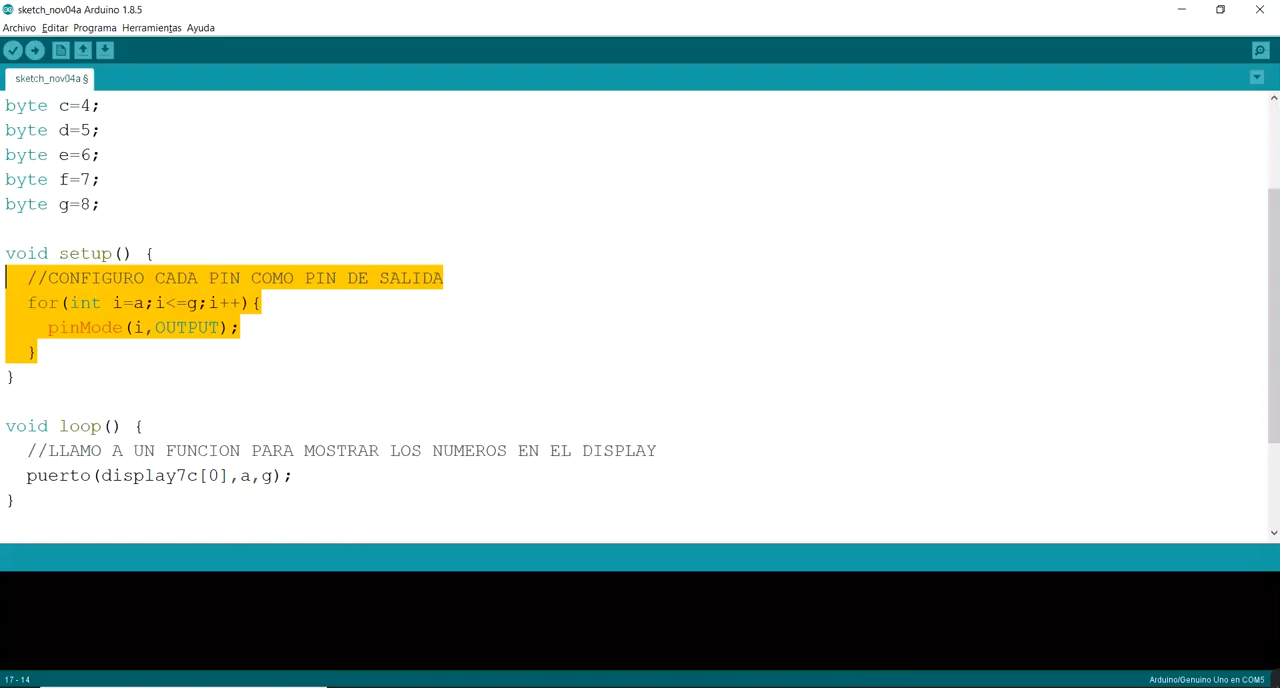 sketch_nov04a Arduino 1.8.5
Archivo Editar Programa Herramientas Ayuda
sketch_nov04a §
byte c=4;
byte d=5;
byte e=6;
byte f=7;
byte g=8;
void setup() {
//CONFIGURO CADA PIN COMO PIN DE SALIDA
for(int i=a;i<=g;i++){
pinMode(i,OUTPUT);
}
}
void loop() {
//LLAMO A UN FUNCION PARA MOSTRAR LOS NUMEROS EN EL DISPLAY
puerto(display7c[0],a,g);
}
17 - 14
Arduino/Genuino Uno en COM5